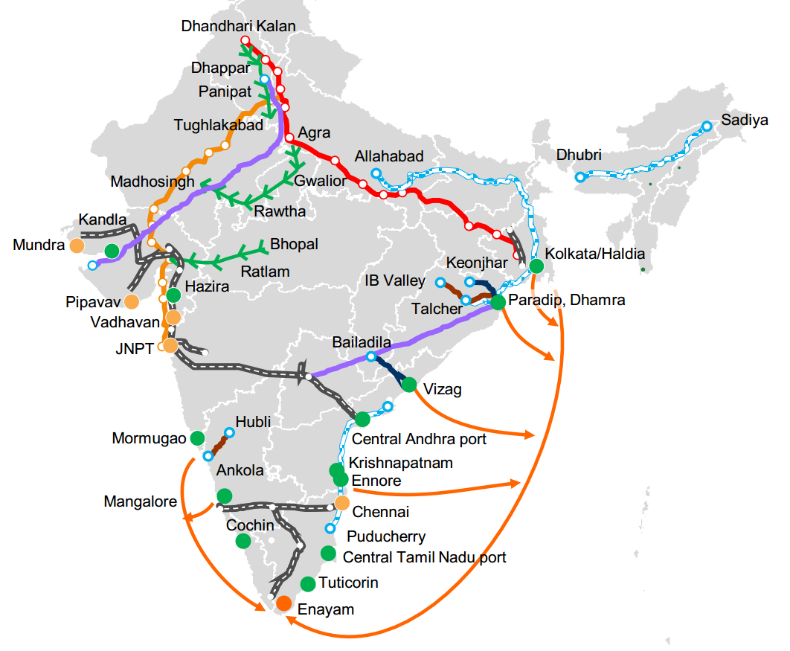 Dhandhari Kalan
Dhappar
Panipat
Tughlakabad
Agra
Allahabad
Sadiya
Dhubri
Madhosingh
Gwalior
Rawtha
Kandla
Mundra
Bhopal
Ratlam
Kolkata/Haldia
Keonjhar
IB Valley
Hazira
Pipavav
Talcher
Paradip, Dhamra
Vadhavan
JNPT
Bailadila
Vizag
Hubli
Mormugao
Central Andhra port
Ankola
Krishnapatnam
Ennore
Mangalore
Chennai
Cochin
Puducherry
Central Tamil Nadu port
Tuticorin
Enayam